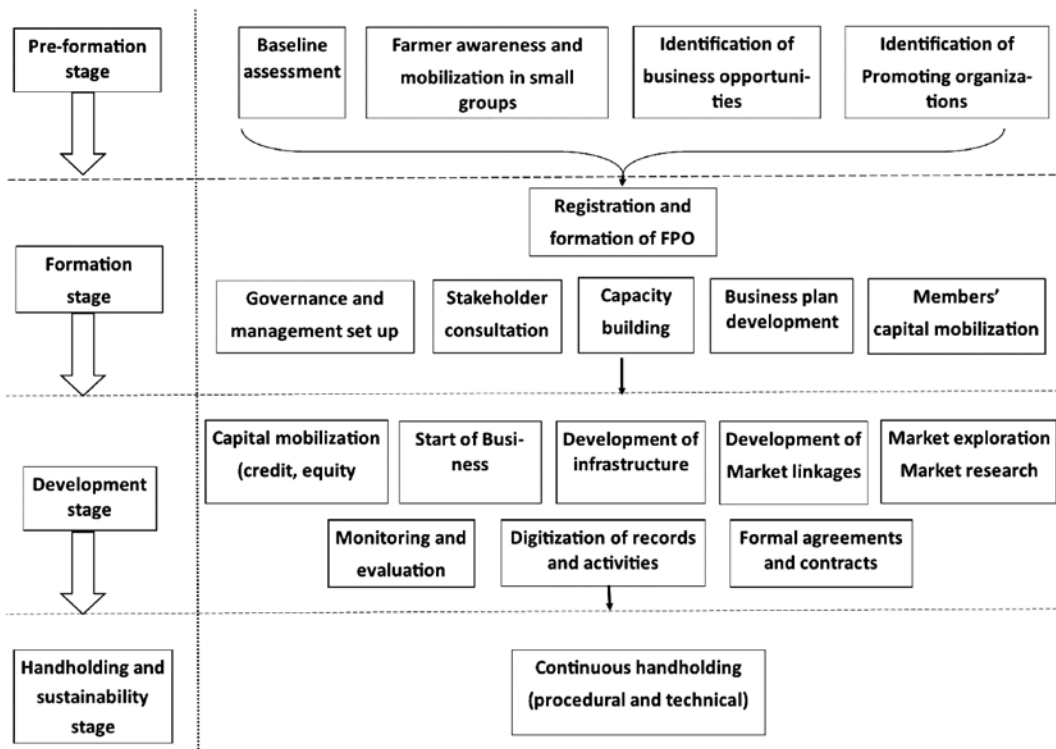 Pre-formation
stage
Baseline
assessment
Farmer awareness and
mobilization in small
groups
Identification of
business opportuni-
ties
Identification of
Promoting organiza-
tions
Registration and
formation of FPO
Formation
stage
Governance and
management set up
Stakeholder
consultation
Capacity
building
Business plan
development
Members'
capital mobilization
Development
stage
Capital mobilization
(credit, equity
Start of Busi-
ness
Development of
infrastructure
Development of
Market linkages
Market exploration
Market research
Monitoring and
evaluation
Digitization of records
and activities
Formal agreements
and contracts
Handholding and
sustainability
stage
Continuous handholding
(procedural and technical)